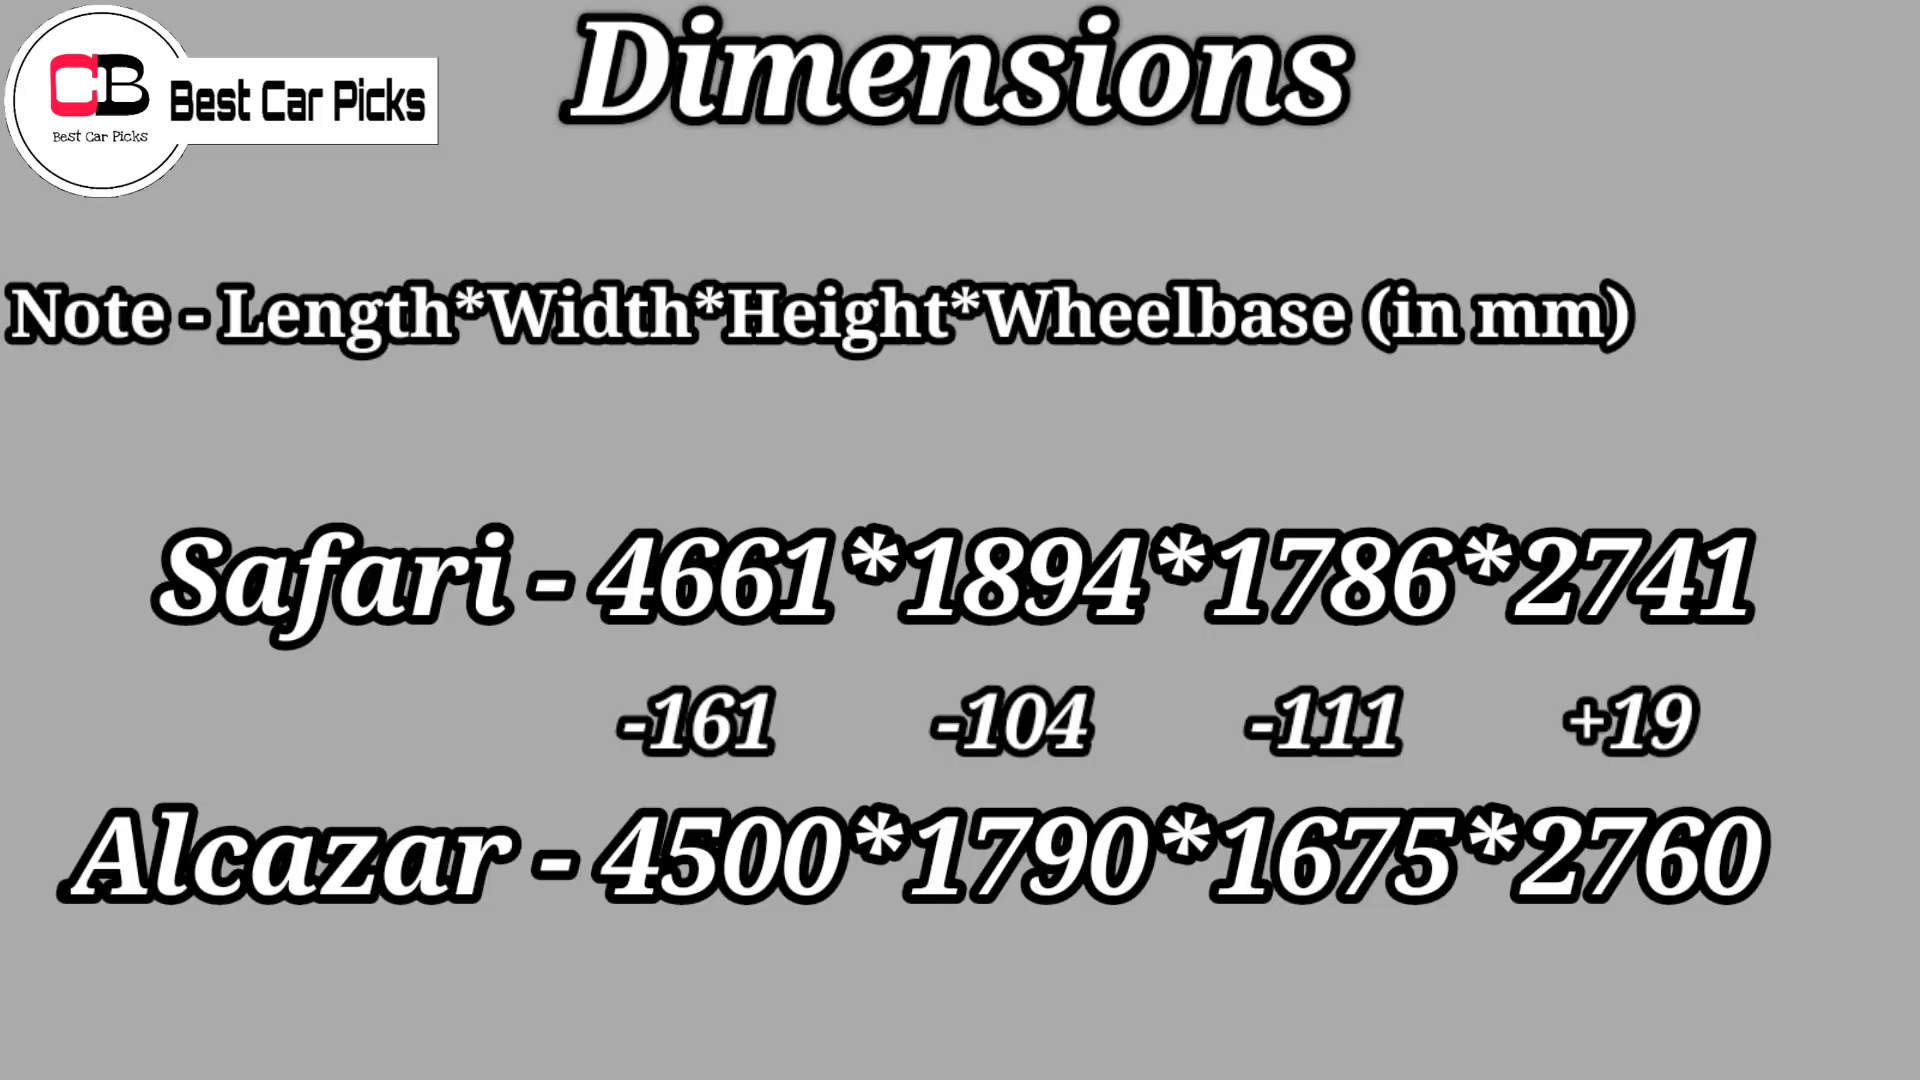 CB
Best Car Picks
Best Car Picks
Dimensions
Note - Length*Width*Height*Wheelbase (in mm)
Safari - 4661*1894*1786*2741
-161 -104 -111 +19
Alcazar - 4500*1790*1675*2760